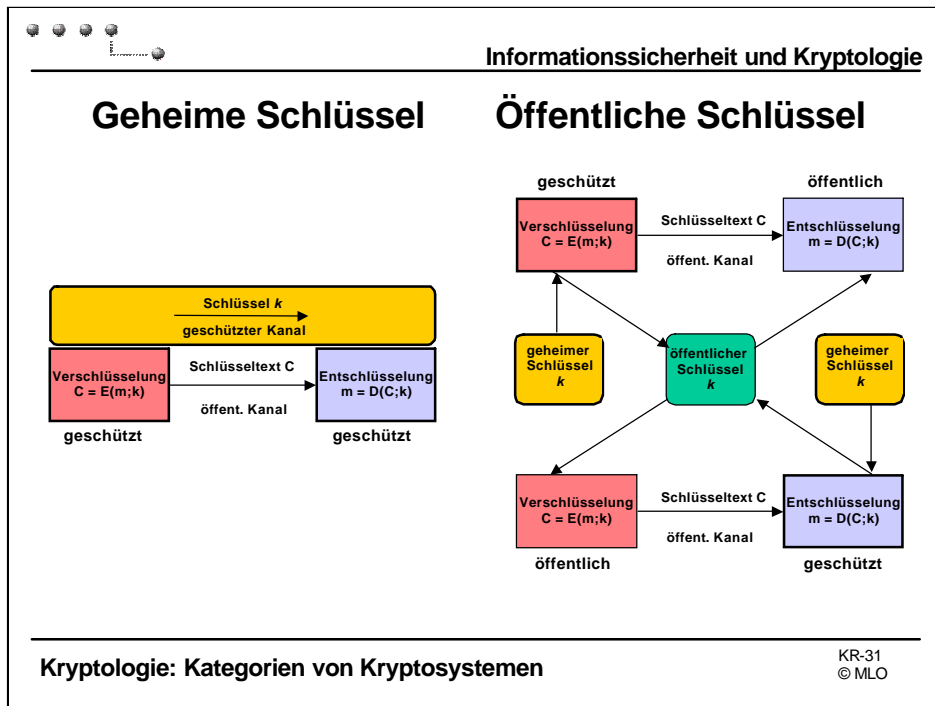 Informationssicherheit und Kryptologie
Geheime Schlüssel
Öffentliche Schlüssel
Schlüssel k
geschützter Kanal
Verschlüsselung
C = E(m;k)
Schlüsseltext C
öffent. Kanal
Entschlüsselung
m = D(C;k)
geschützt
geschützt
geschützt
öffentlich
Verschlüsselung
C = E(m;k)
Schlüsseltext C
öffent. Kanal
Entschlüsselung
m = D(C;k)
geheimer
Schlüssel
k
öffentlicher
Schlüssel
k
geheimer
Schlüssel
k
Verschlüsselung
C = E(m;k)
Schlüsseltext C
öffent. Kanal
Entschlüsselung
m = D(C;k)
öffentlich
geschützt
Kryptologie: Kategorien von Kryptosystemen
KR-31
© MLO